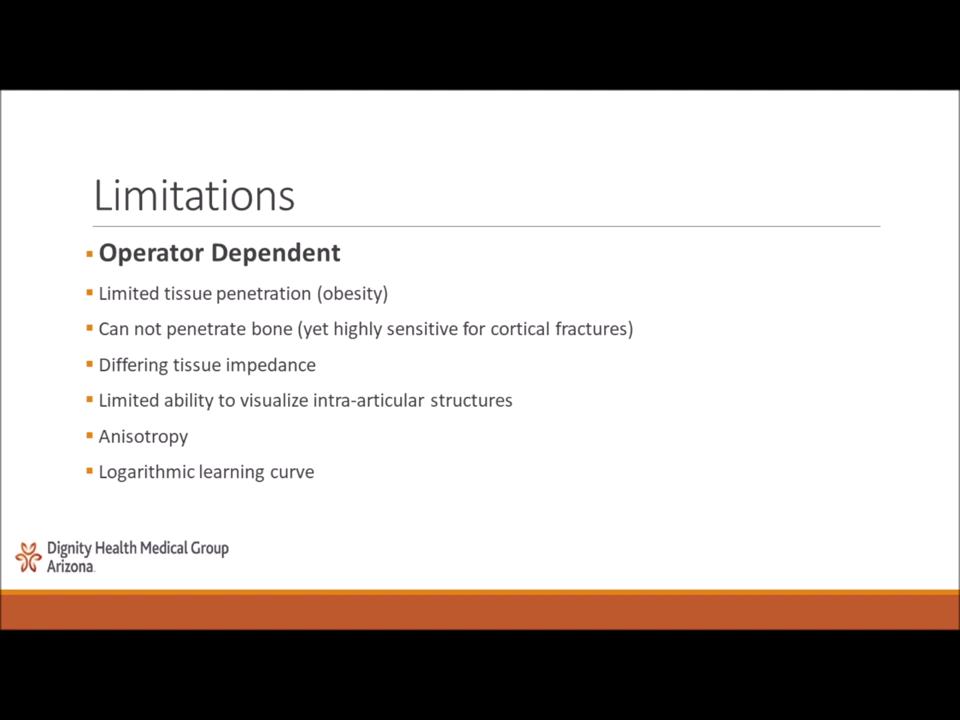 Limitations
Operator Dependent
Limited tissue penetration (obesity)
Can not penetrate bone (yet highly sensitive for cortical fractures)
Differing tissue impedance
Limited ability to visualize intra-articular structures
Anisotropy
Logarithmic learning curve
Dignity Health Medical Group
Arizona.